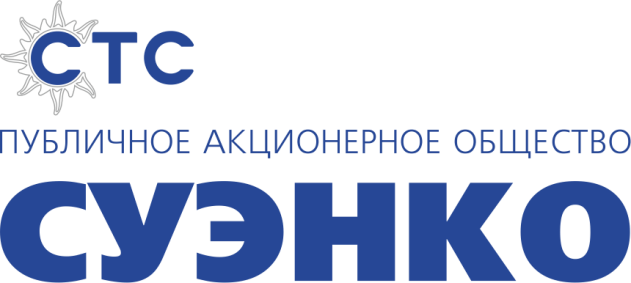 СТС
ПУБЛИЧНОЕ АКЦИОНЕРНОЕ ОБЩЕСТВО
СУЭНКО